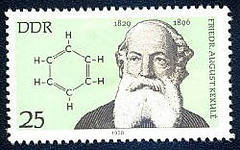 DDR
1829 1896
FRIEDR. AUGUST KEKULÉ
H
H H
H H
H
25
1979